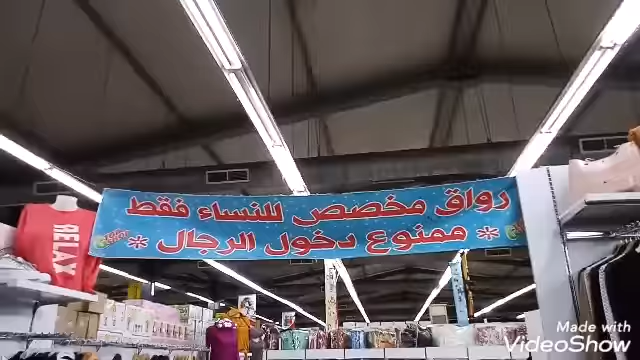 رواق مخصص للنساء فقط
* ممنوع دخول الرجال *
RELAX
Made with
VideoShow